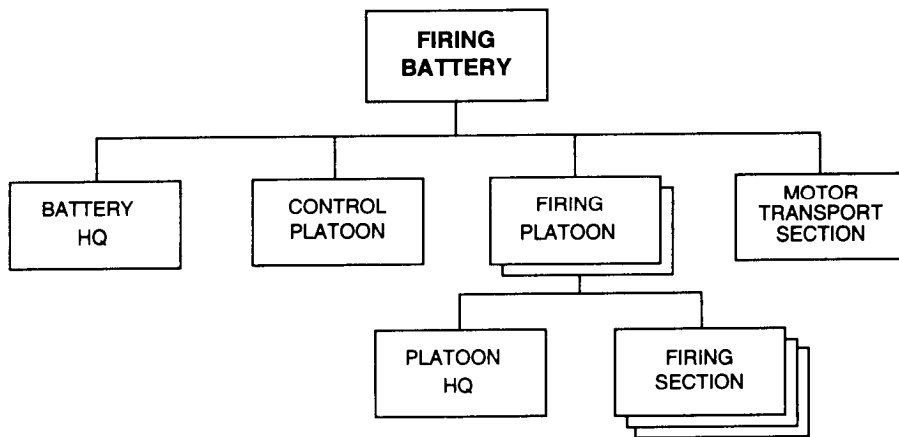 FIRING
BATTERY
BATTERY
HQ
CONTROL
PLATOON
FIRING
PLATOON
MOTOR
TRANSPORT
SECTION
PLATOON
HQ
FIRING
SECTION